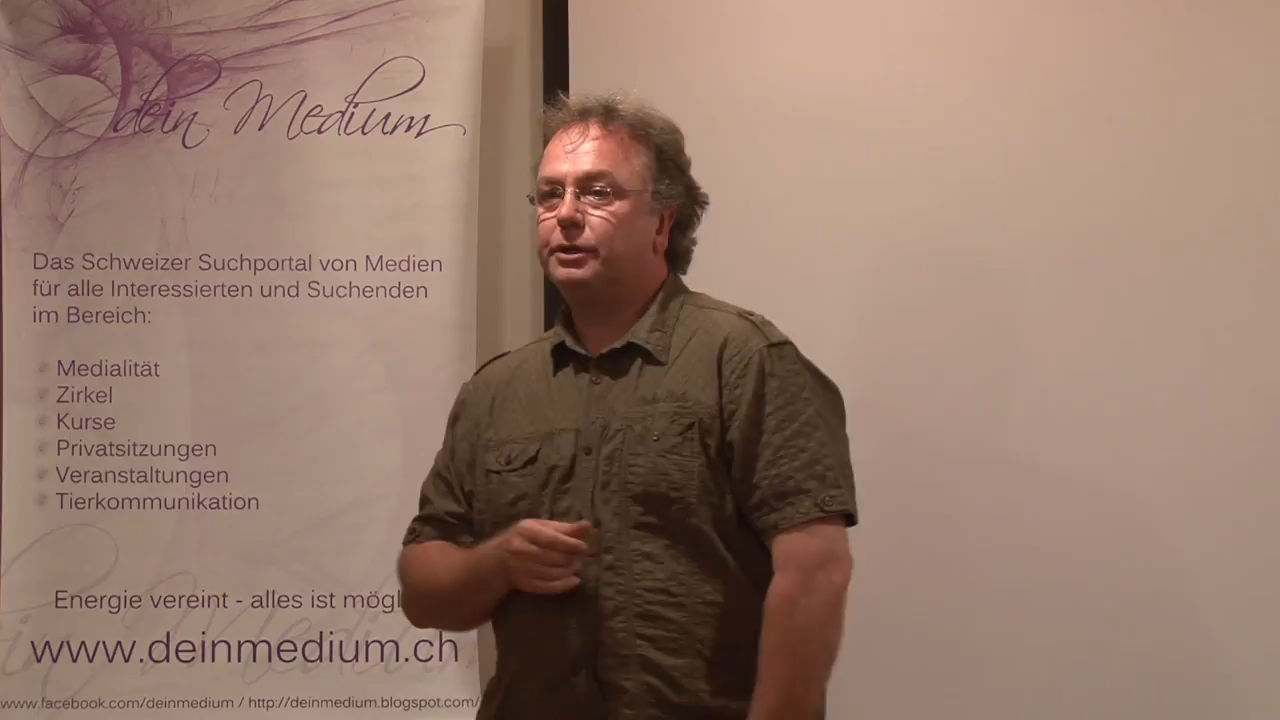 dein Medium
Das Schweizer Suchportal von Medien
für alle Interessierten und Suchenden
im Bereich:
Medialität
Zirkel
Kurse
Privatsitzungen
Veranstaltungen
Tierkommunikation
Energie vereint - alles ist mögl
www.deinmedium.ch
www.facebook.com/deinmedium / http://deinmedium.blogspot.com/